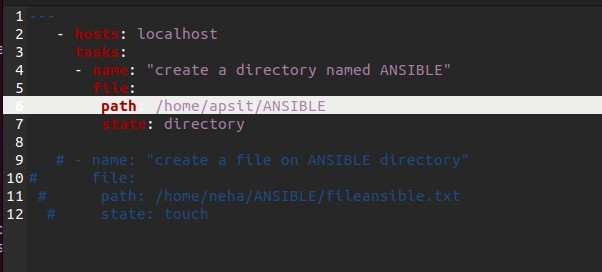 1 ---
2    - hosts: localhost
3      tasks:
4      - name: "create a directory named ANSIBLE"
5        file:
6         path: /home/apsit/ANSIBLE
7         state: directory
8
9    # - name: "create a file on ANSIBLE directory"
10 #      file:
11  #      path: /home/neha/ANSIBLE/fileansible.txt
12   #     state: touch